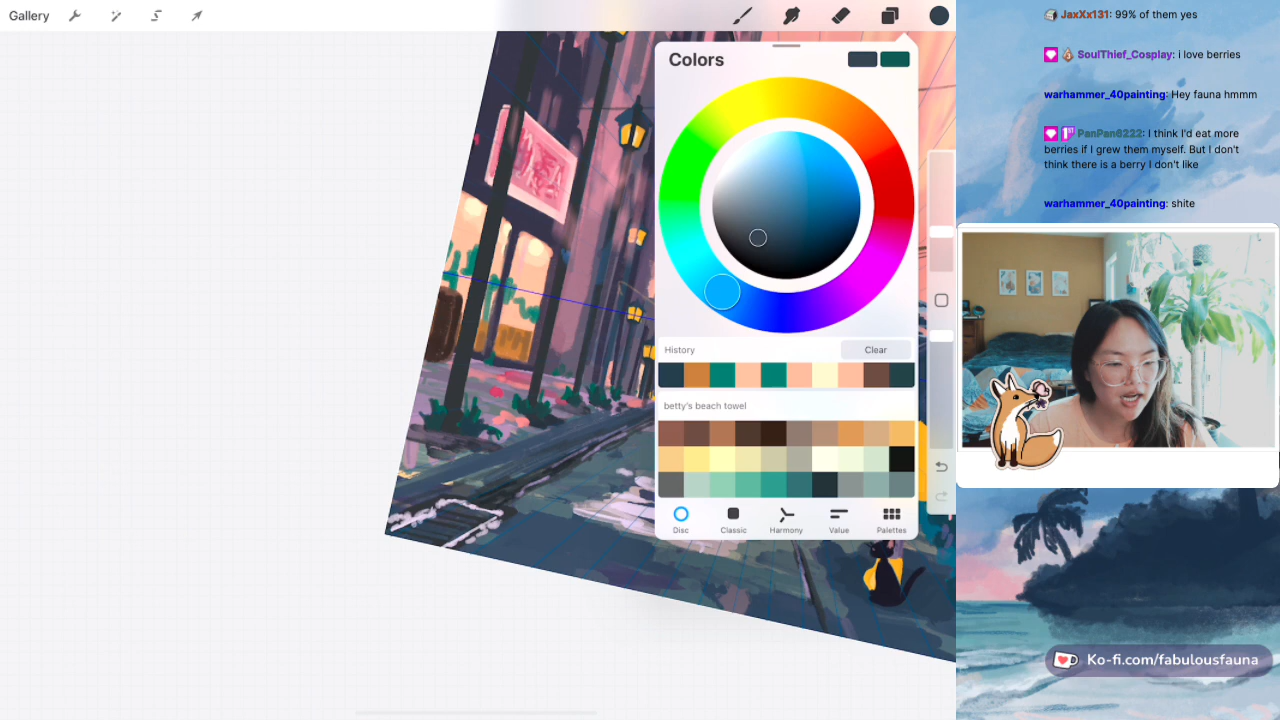 Gallery
Colors
History
Clear
betty's beach towel
Disc
Classic
Harmony
Value
Palettes
JaxXx131: 99% of them yes
SoulThief_Cosplay: i love berries
warhammer_40painting: Hey fauna hmmm
PanPan6222: I think I'd eat more
berries if I grew them myself. But I don't
think there is a berry I don't like
warhammer_40painting: shite
Ko-fi.com/fabulousfauna